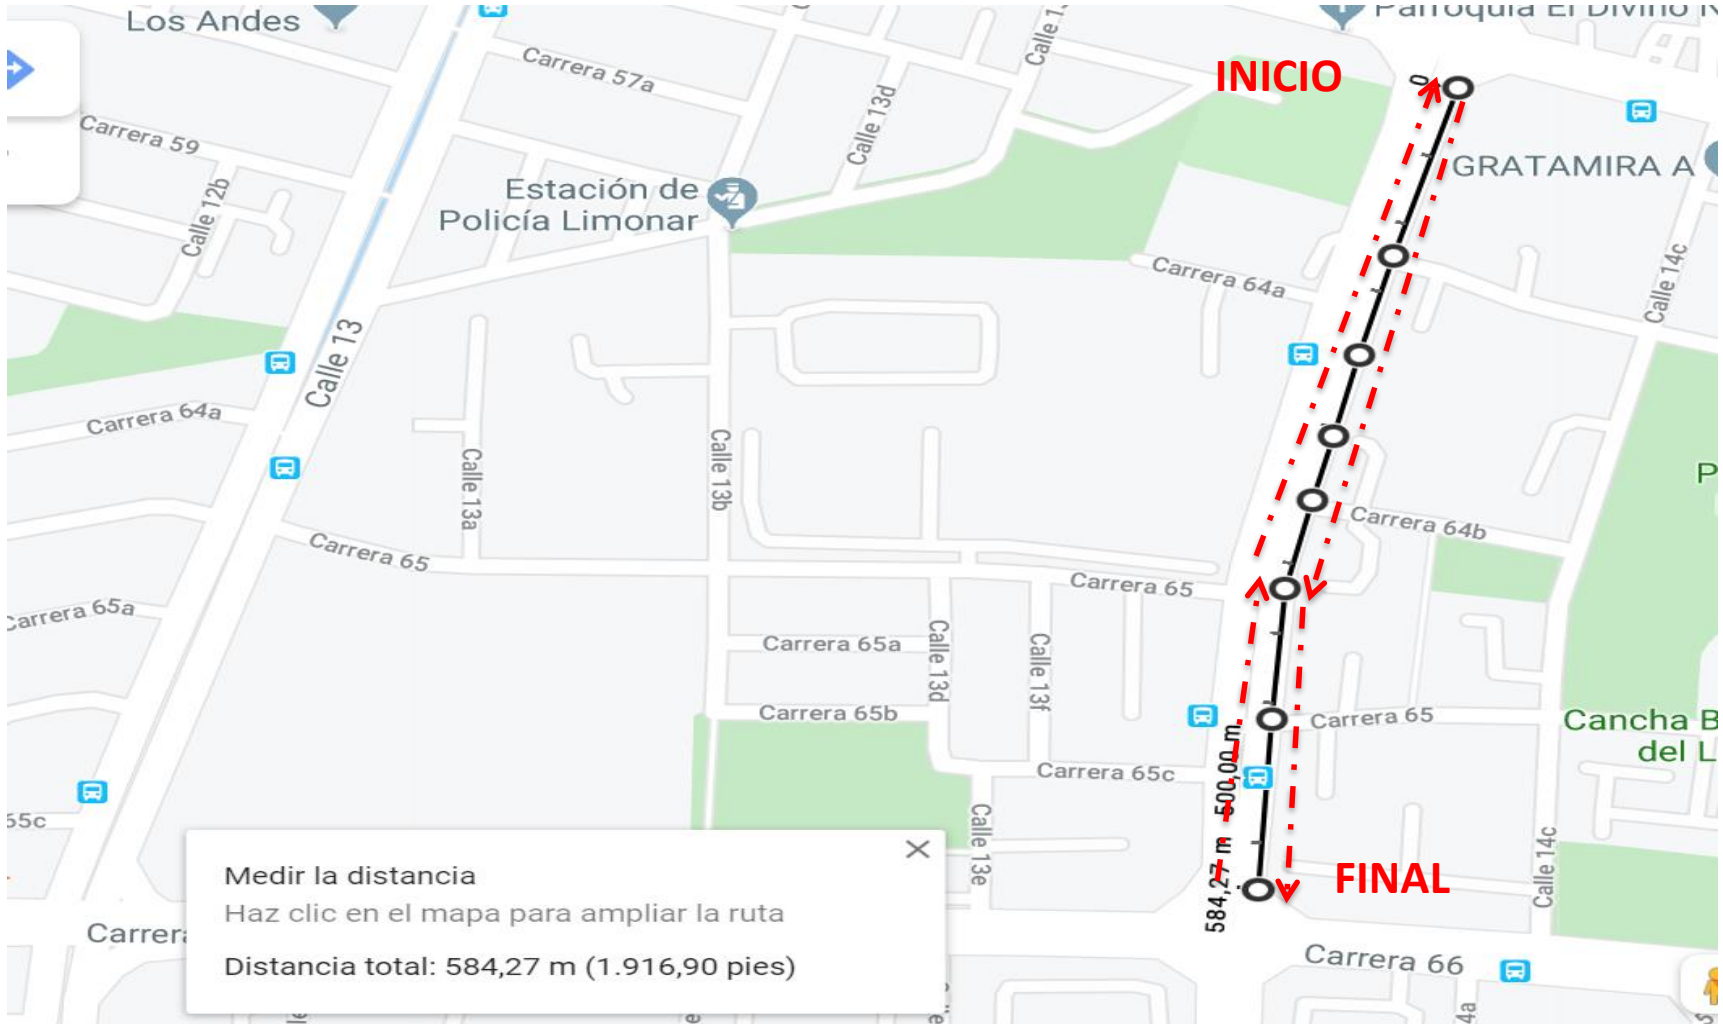 Los Andes
Parroquia El Divino
Carrera 57a
Calle 13d
INICIO
0
Carrera 59
Calle 12b
Estación de
Policía Limonar
GRATAMIRA A
Calle 14c
Carrera 64a
Calle 13
Carrera 64a
Calle 13b
Calle 13a
Carrera 64b
Carrera 65
Carrera 65
Carrera 65a
Carrera 65a
Calle 13d
Calle 13f
Carrera 65b
Carrera 65
Cancha B
del L
500,00 m
Carrera 65c
65c
Calle 13e
Calle 14c
584,27 m
FINAL
Medir la distancia
Haz clic en el mapa para ampliar la ruta
Distancia total: 584,27 m (1.916,90 pies)
Carrera 66